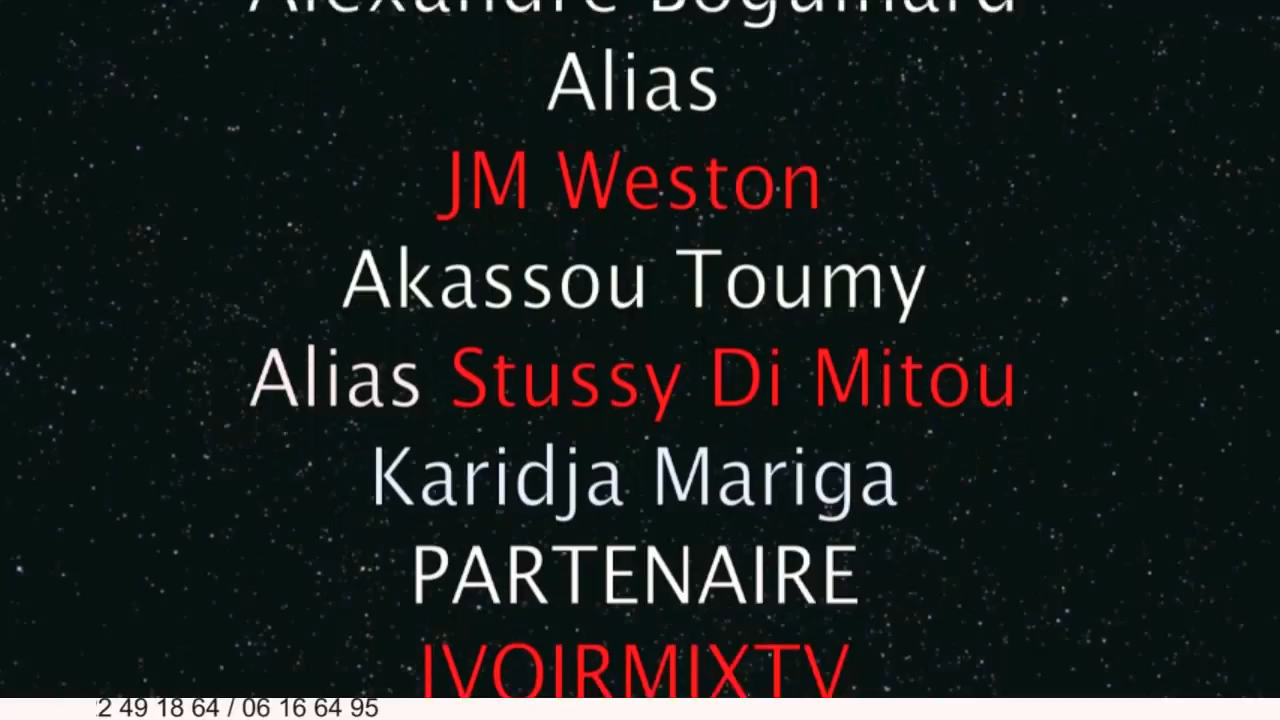 Alexandre
Alias
JM Weston
Akassou Toumy
Alias Stussy Di Mitou
Karidja Mariga
PARTENAIRE
IVOIRMIXTV
2 49 18 64 / 06 16 64 95